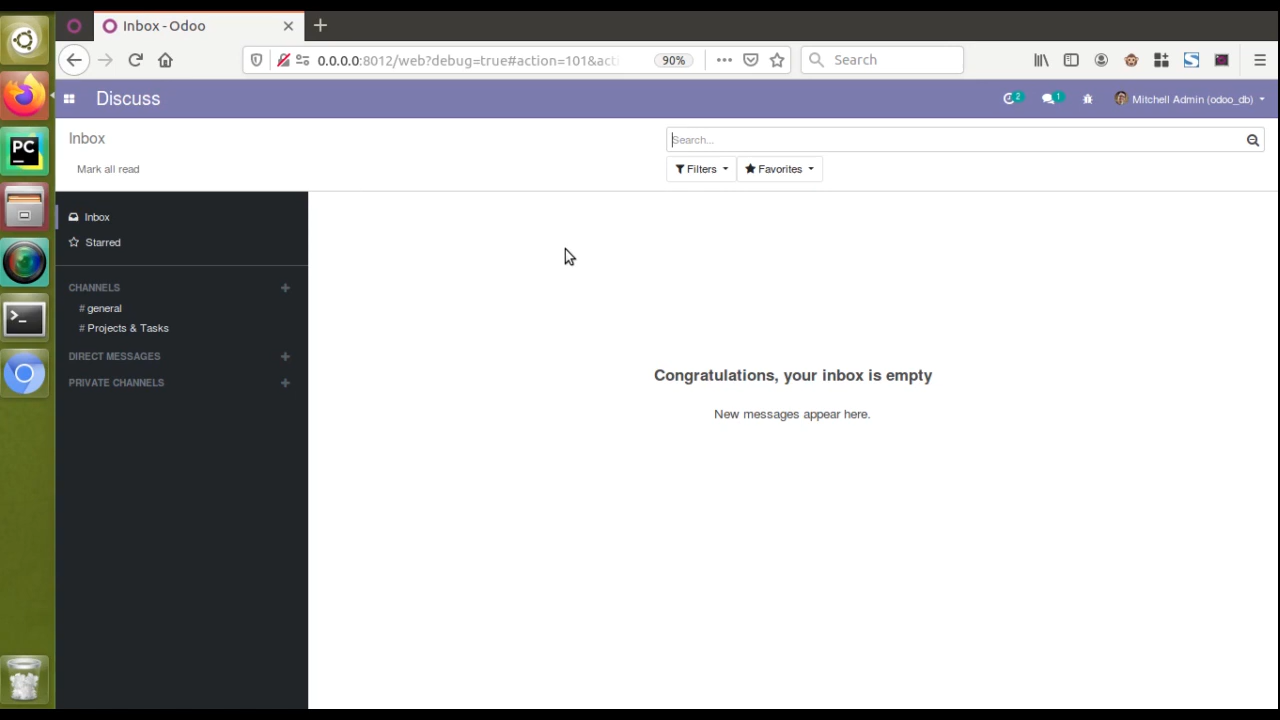 Inbox - Odoo
0.0.0.0:8012/web?debug=true#action=101&act
90%
Search
Discuss
2
1
Mitchell Admin (odoo_db)
Inbox
Search...
Mark all read
Filters
Favorites
Inbox
Starred
CHANNELS
# general
# Projects & Tasks
DIRECT MESSAGES
PRIVATE CHANNELS
Congratulations, your inbox is empty
New messages appear here.
PC
>_